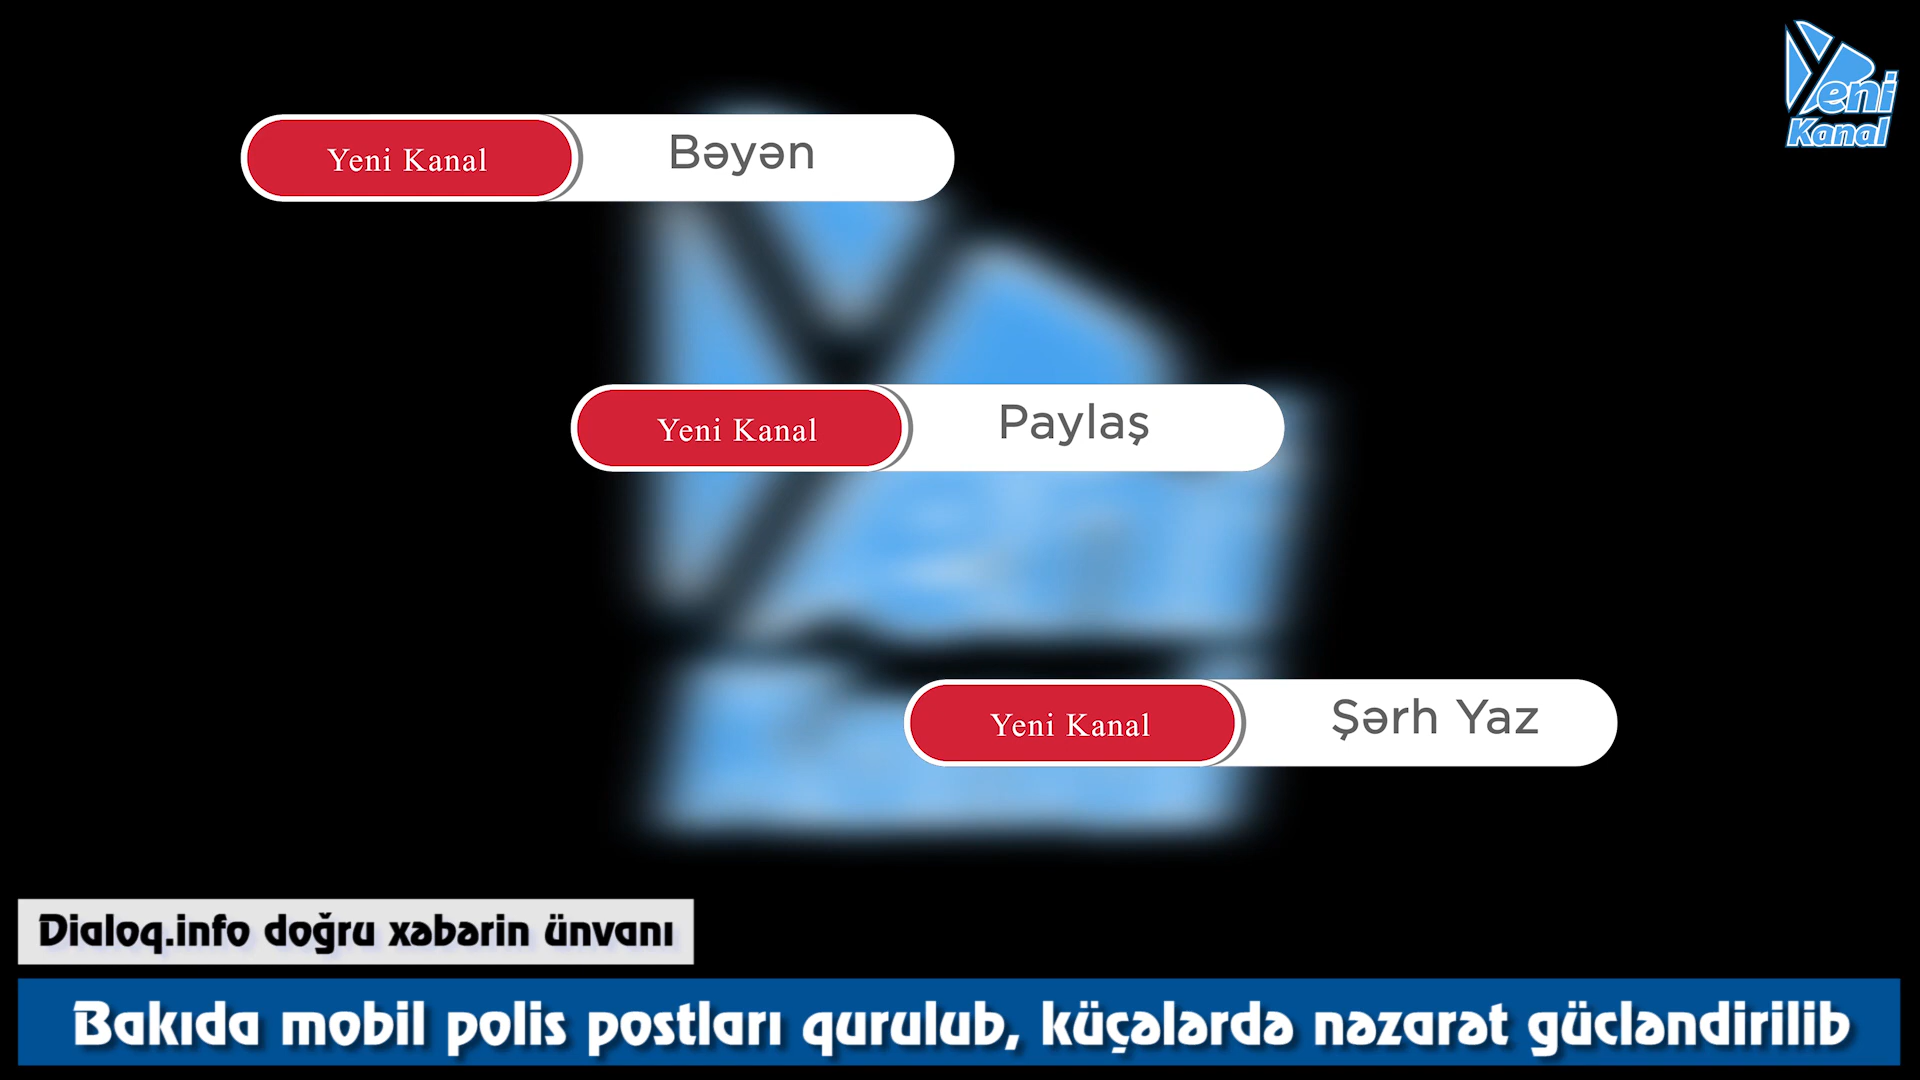 Yeni Kanal
Yeni Kanal Bəyən
Yeni Kanal Paylaş
Yeni Kanal Şərh Yaz
Dialoq.info doğru xəbərin ünvanı
Bakıda mobil polis postları qurulub, küçələrdə nəzarət gücləndirilib